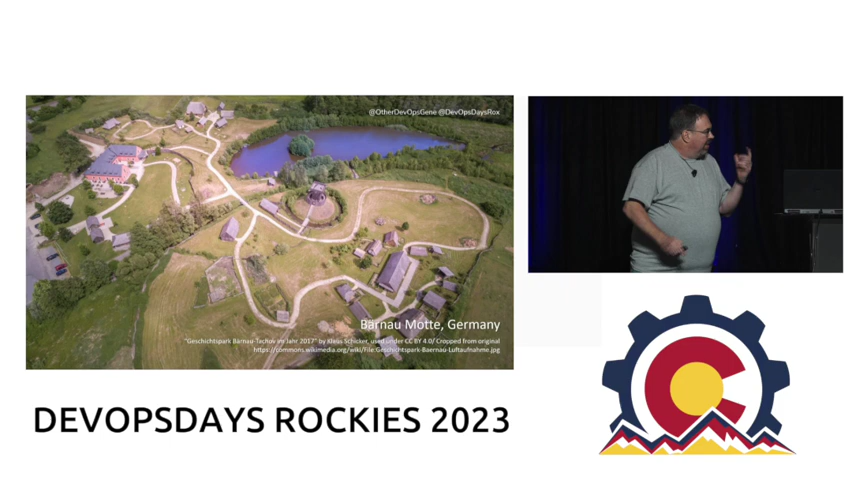 @OtherDevOpsGene @DevOpsDaysRox
Bärnau Motte, Germany
"Geschichtspark Bärnau-Tachov im Jahr 2017" by Klaus Schicker, used under CC BY 4.0/ Cropped from original
https://commons.wikimedia.org/wiki/File:Geschichtspark-Baernau-Luftaufnahme.jpg
DEVOPSDAYS ROCKIES 2023